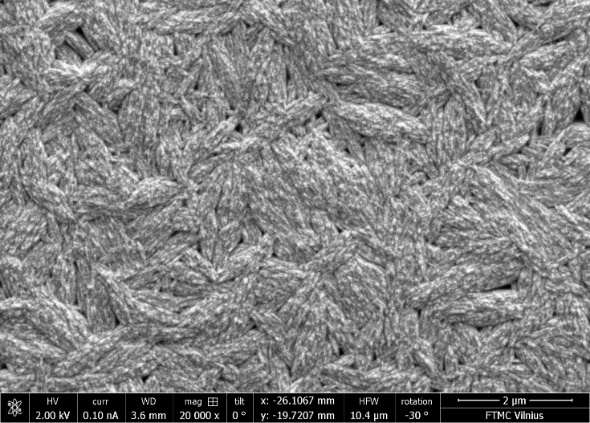 HV curr WD mag tilt x: -26.1067 mm HFW rotation 2 µm
2.00 kV 0.10 nA 3.6 mm 20 000 x 0 ° y: -19.7207 mm 10.4 µm -30 ° FTMC Vilnius